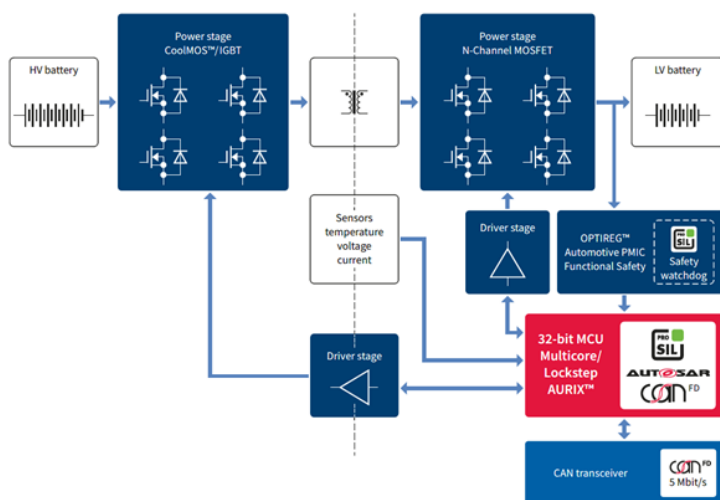 HV battery
Power stage
CoolMOS™/IGBT
Power stage
N-Channel MOSFET
LV battery
Sensors
temperature
voltage
current
Driver stage
OPTIREG™
Automotive PMIC
Functional Safety
PRO
SIL
Safety
watchdog
Driver stage
32-bit MCU
Multicore/
Lockstep
AURIX™
PRO
SIL
AUTOSAR
CAN FD
CAN transceiver
CAN FD
5 Mbit/s